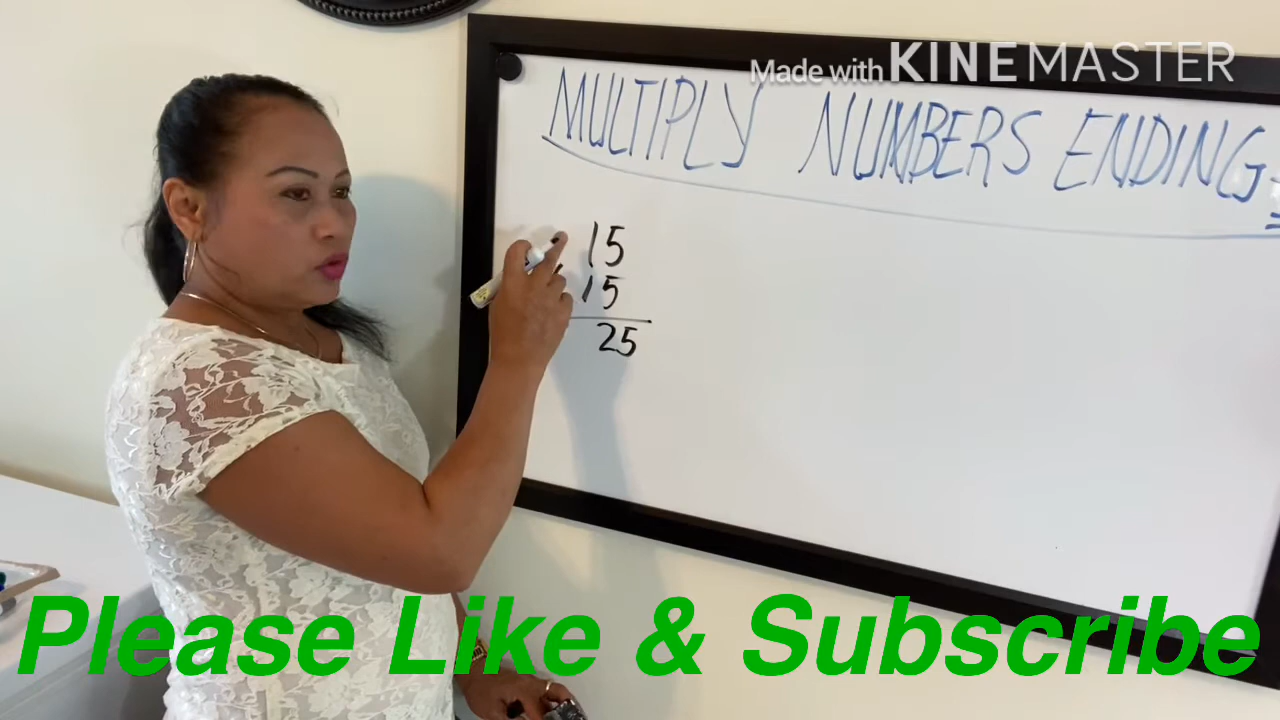 Made with KINEMASTER
MULTIPLY NUMBERS ENDING
15
15
25
Please Like & Subscribe